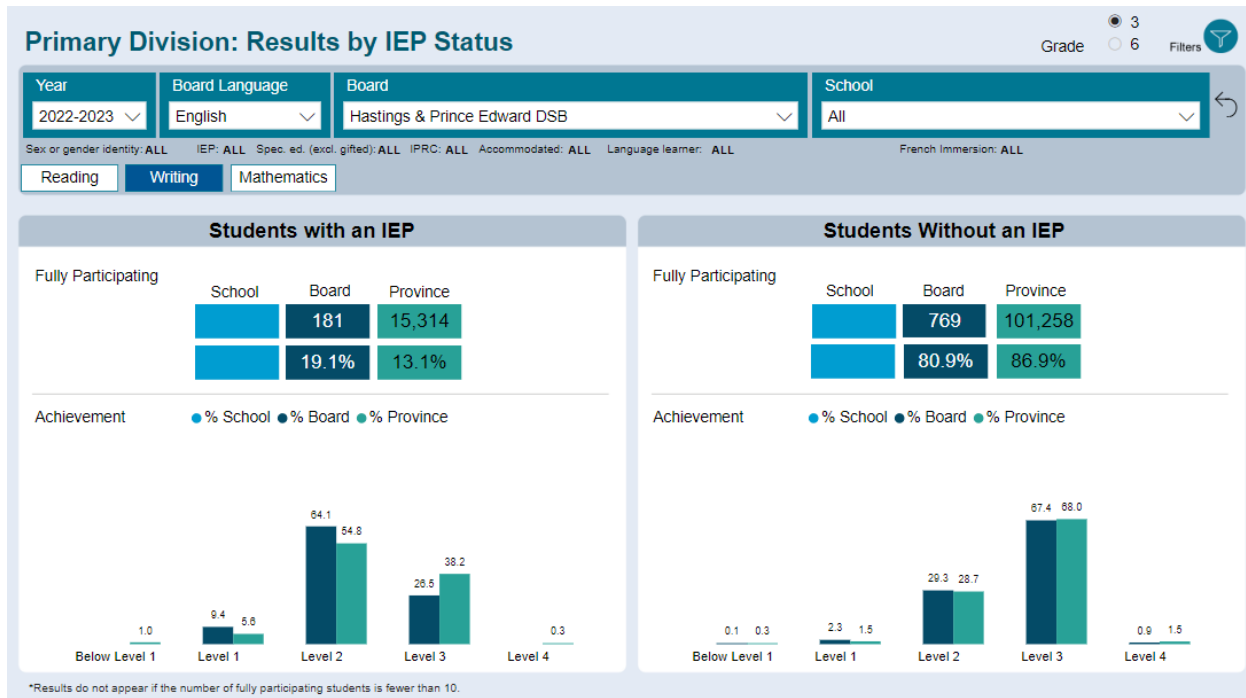 Primary Division: Results by IEP Status
Grade
3
6
Filters
Year
Board Language
Board
School
2022-2023
English
Hastings & Prince Edward DSB
All
Sex or gender identity: ALL IEP: ALL Spec. ed. (excl. gifted): ALL IPRC: ALL Accommodated: ALL Language learner: ALL French Immersion: ALL
Reading
Writing
Mathematics
Students with an IEP
Fully Participating
School Board Province
181 15,314
19.1% 13.1%
Achievement
% School % Board % Province
1.0
9.4 5.6
64.1 54.8
26.5 38.2
0.3
Below Level 1 Level 1 Level 2 Level 3 Level 4
Students Without an IEP
Fully Participating
School Board Province
769 101,258
80.9% 86.9%
Achievement
% School % Board % Province
0.1 0.3
2.3 1.5
29.3 28.7
67.4 68.0
0.9 1.5
Below Level 1 Level 1 Level 2 Level 3 Level 4
*Results do not appear if the number of fully participating students is fewer than 10.